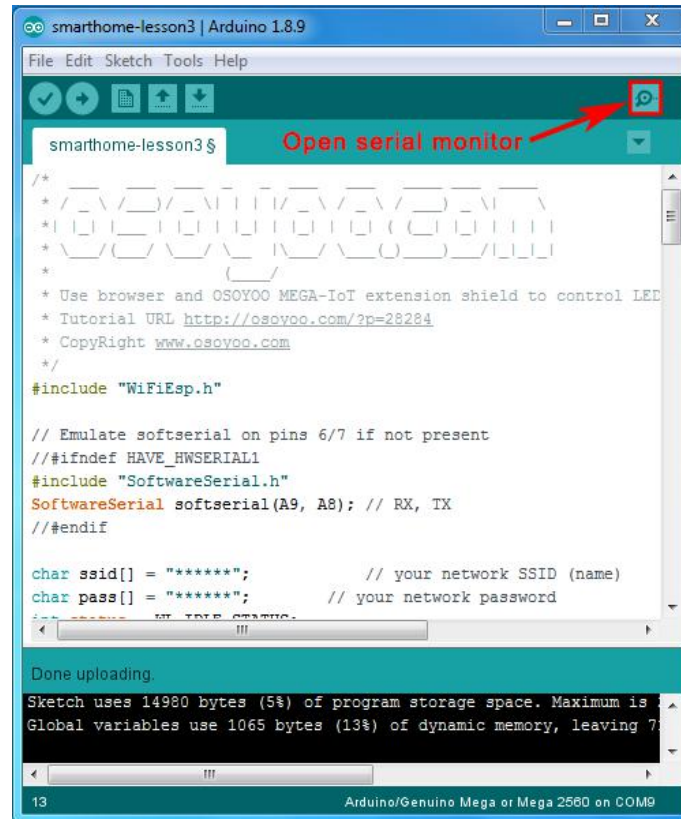 smarthome-lesson3 | Arduino 1.8.9
File Edit Sketch Tools Help
Open serial monitor
smarthome-lesson3 §
/*
* Use browser and OSOYOO MEGA-IoT extension shield to control LED
* Tutorial URL http://osoyoo.com/?p=28284
* CopyRight www.osoyoo.com
*/
#include "WiFiEsp.h"
// Emulate softserial on pins 6/7 if not present
//#ifndef HAVE_HWSERIAL1
#include "SoftwareSerial.h"
SoftwareSerial softserial(A9, A8); // RX, TX
//#endif
char ssid[] = "******"; // your network SSID (name)
char pass[] = "******"; // your network password
int status = WL_IDLE_STATUS;
Done uploading.
Sketch uses 14980 bytes (5%) of program storage space. Maximum is
Global variables use 1065 bytes (13%) of dynamic memory, leaving 7
13 Arduino/Genuino Mega or Mega 2560 on COM9